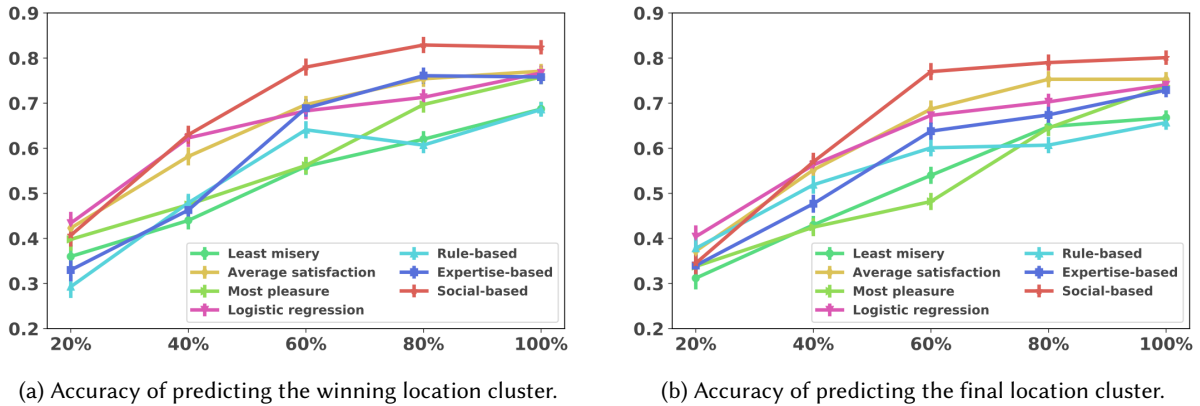 0.9
0.8
0.7
0.6
0.5
0.4
0.3
0.2
20% 40% 60% 80% 100%
Least misery
Average satisfaction
Most pleasure
Logistic regression
Rule-based
Expertise-based
Social-based
(a) Accuracy of predicting the winning location cluster.
0.9
0.8
0.7
0.6
0.5
0.4
0.3
0.2
20% 40% 60% 80% 100%
Least misery
Average satisfaction
Most pleasure
Logistic regression
Rule-based
Expertise-based
Social-based
(b) Accuracy of predicting the final location cluster.